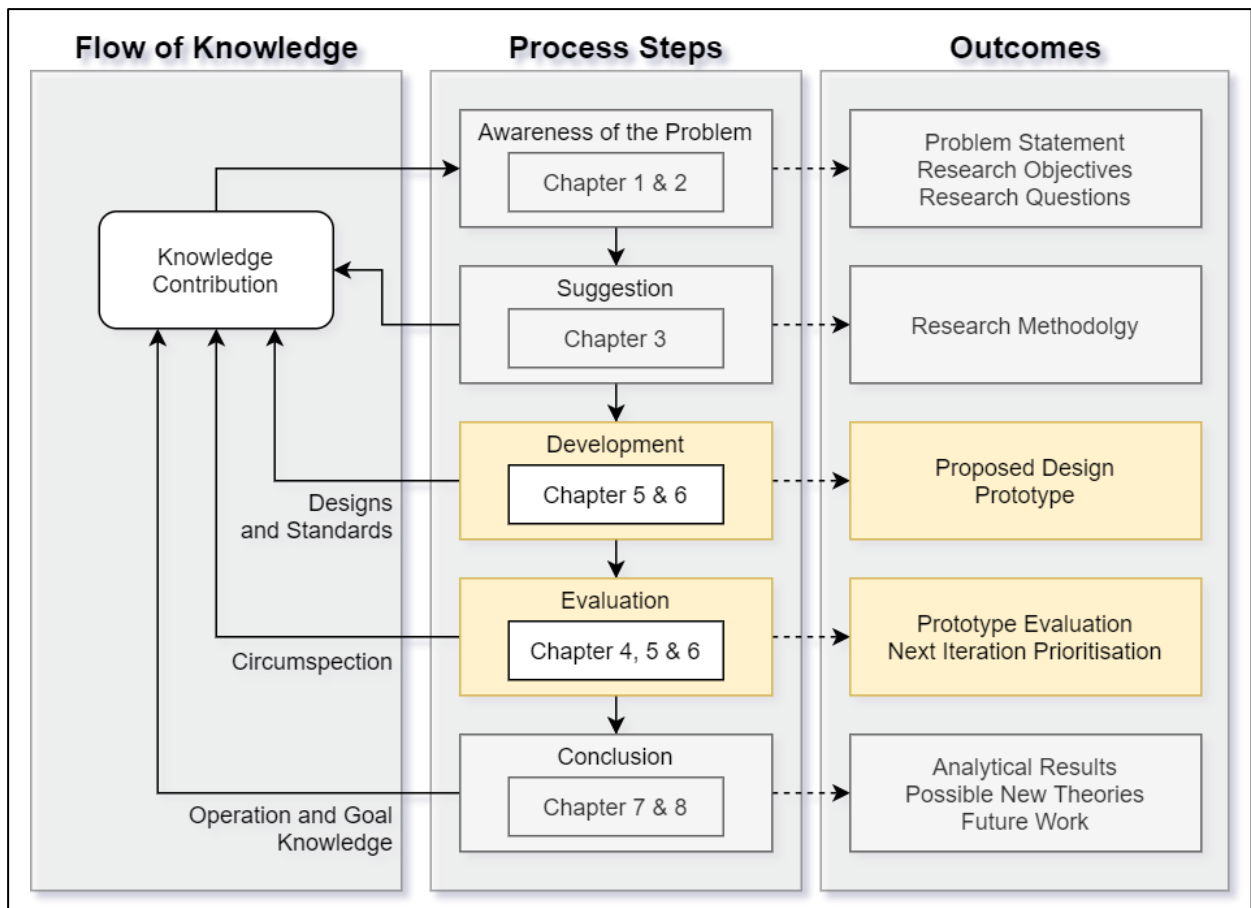 Flow of Knowledge
Process Steps
Outcomes
Knowledge
Contribution
Designs
and Standards
Circumspection
Operation and Goal
Knowledge
Awareness of the Problem
Chapter 1 & 2
Suggestion
Chapter 3
Development
Chapter 5 & 6
Evaluation
Chapter 4, 5 & 6
Conclusion
Chapter 7 & 8
Problem Statement
Research Objectives
Research Questions
Research Methodolgy
Proposed Design
Prototype
Prototype Evaluation
Next Iteration Prioritisation
Analytical Results
Possible New Theories
Future Work